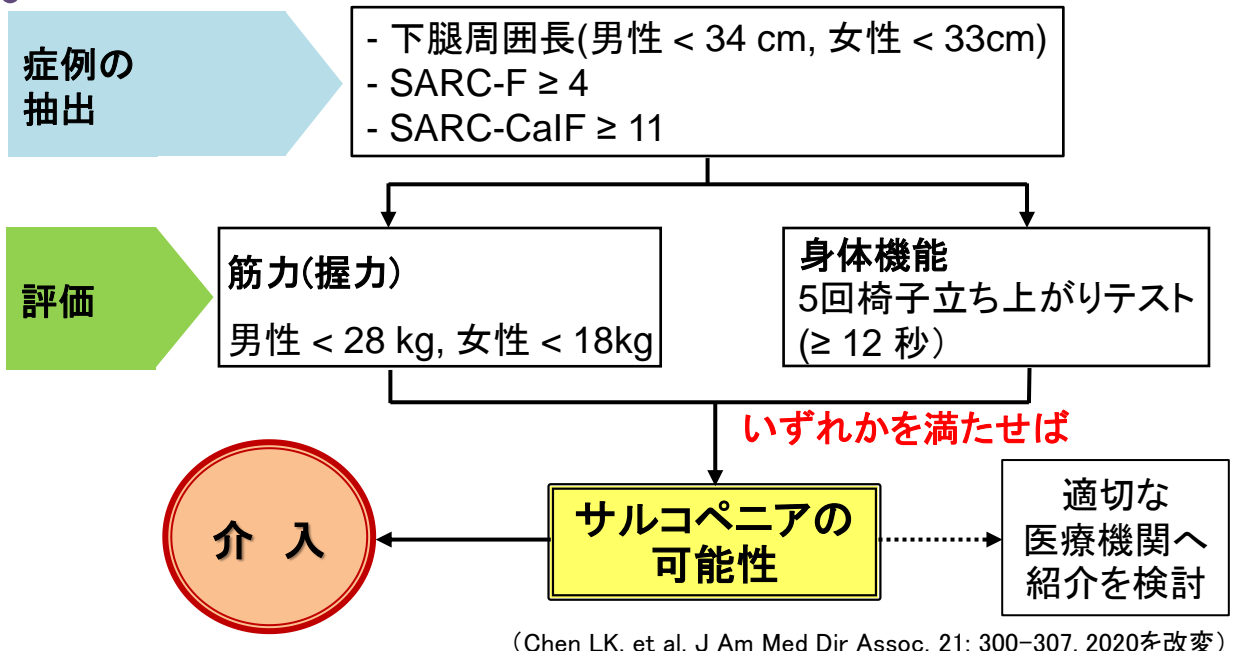 症例の
抽出
- 下腿周囲長(男性 < 34 cm, 女性 < 33cm)
- SARC-F ≥ 4
- SARC-CalF ≥ 11
評価
筋力(握力)
男性 < 28 kg, 女性 < 18kg
身体機能
5回椅子立ち上がりテスト
(≥ 12 秒)
いずれかを満たせば
介 入
サルコペニアの
可能性
適切な
医療機関へ
紹介を検討
(Chen LK, et al. J Am Med Dir Assoc. 21: 300-307, 2020を改変)